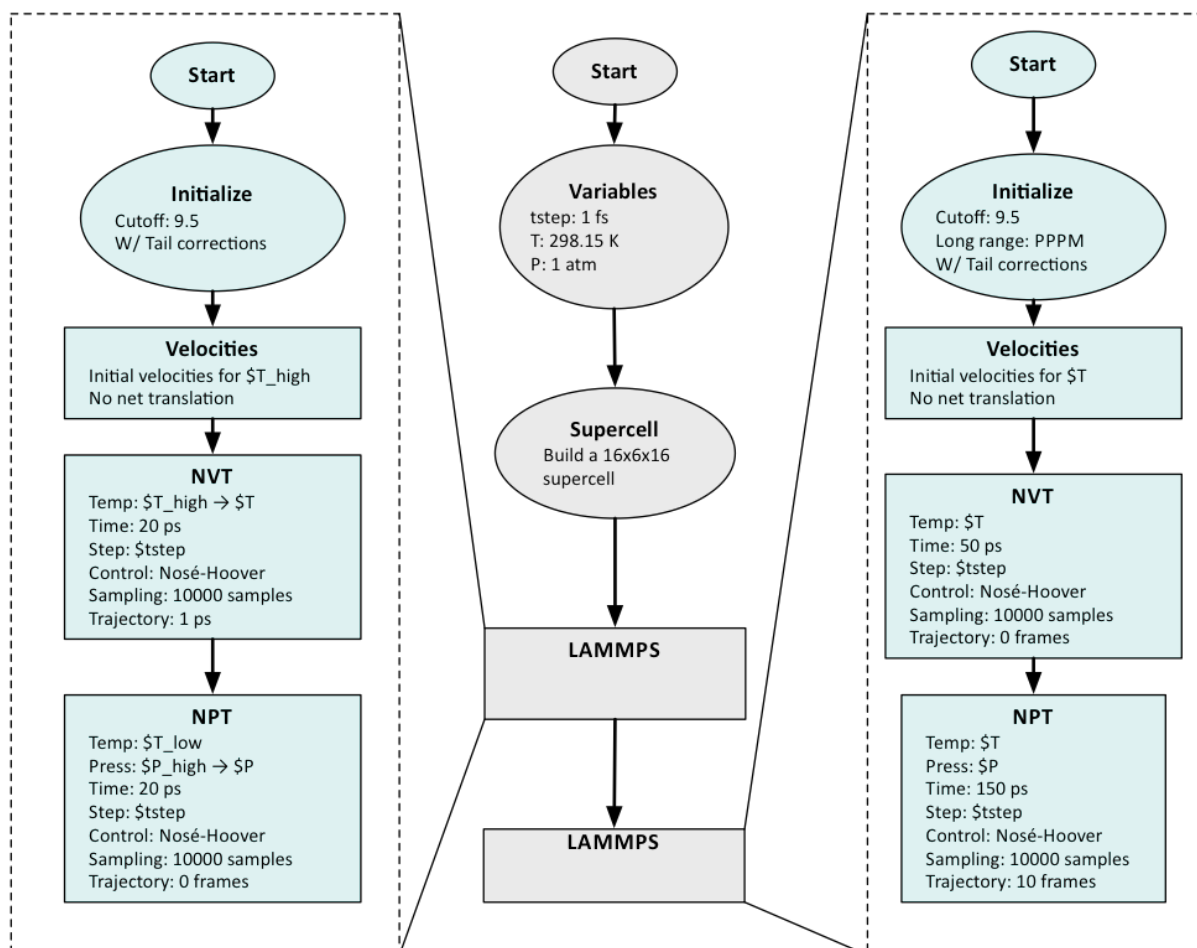 Start
Initialize
Cutoff: 9.5
W/ Tail corrections
Velocities
Initial velocities for $T_high
No net translation
NVT
Temp: $T_high → $T
Time: 20 ps
Step: $tstep
Control: Nosé-Hoover
Sampling: 10000 samples
Trajectory: 1 ps
NPT
Temp: $T_low
Press: $P_high → $P
Time: 20 ps
Step: $tstep
Control: Nosé-Hoover
Sampling: 10000 samples
Trajectory: 0 frames
Start
Variables
tstep: 1 fs
T: 298.15 K
P: 1 atm
Supercell
Build a 16x6x16
supercell
LAMMPS
LAMMPS
Start
Initialize
Cutoff: 9.5
Long range: PPPM
W/ Tail corrections
Velocities
Initial velocities for $T
No net translation
NVT
Temp: $T
Time: 50 ps
Step: $tstep
Control: Nosé-Hoover
Sampling: 10000 samples
Trajectory: 0 frames
NPT
Temp: $T
Press: $P
Time: 150 ps
Step: $tstep
Control: Nosé-Hoover
Sampling: 10000 samples
Trajectory: 10 frames